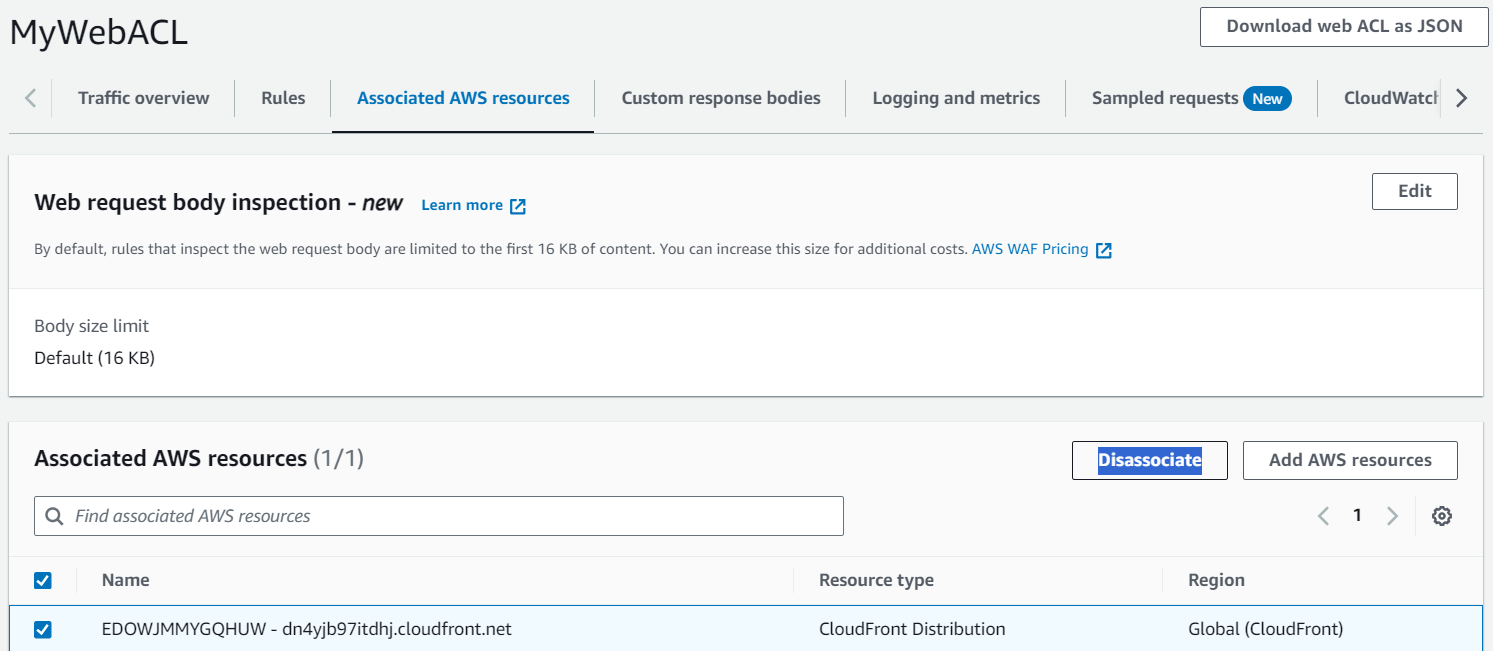 MyWebACL
Download web ACL as JSON
Traffic overview
Rules
Associated AWS resources
Custom response bodies
Logging and metrics
Sampled requests New
CloudWatch
Web request body inspection - new Learn more
Edit
By default, rules that inspect the web request body are limited to the first 16 KB of content. You can increase this size for additional costs. AWS WAF Pricing
Body size limit
Default (16 KB)
Associated AWS resources (1/1)
Disassociate
Add AWS resources
Find associated AWS resources
1
Name
Resource type
Region
EDOWJMMYGQHUW - dn4yjb97itdhj.cloudfront.net
CloudFront Distribution
Global (CloudFront)